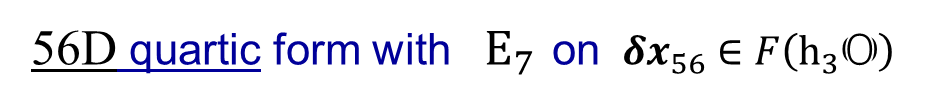 56D quartic form with E₇ on 𝜹𝒙₅₆ ∈ 𝐹(h₃𝕆)